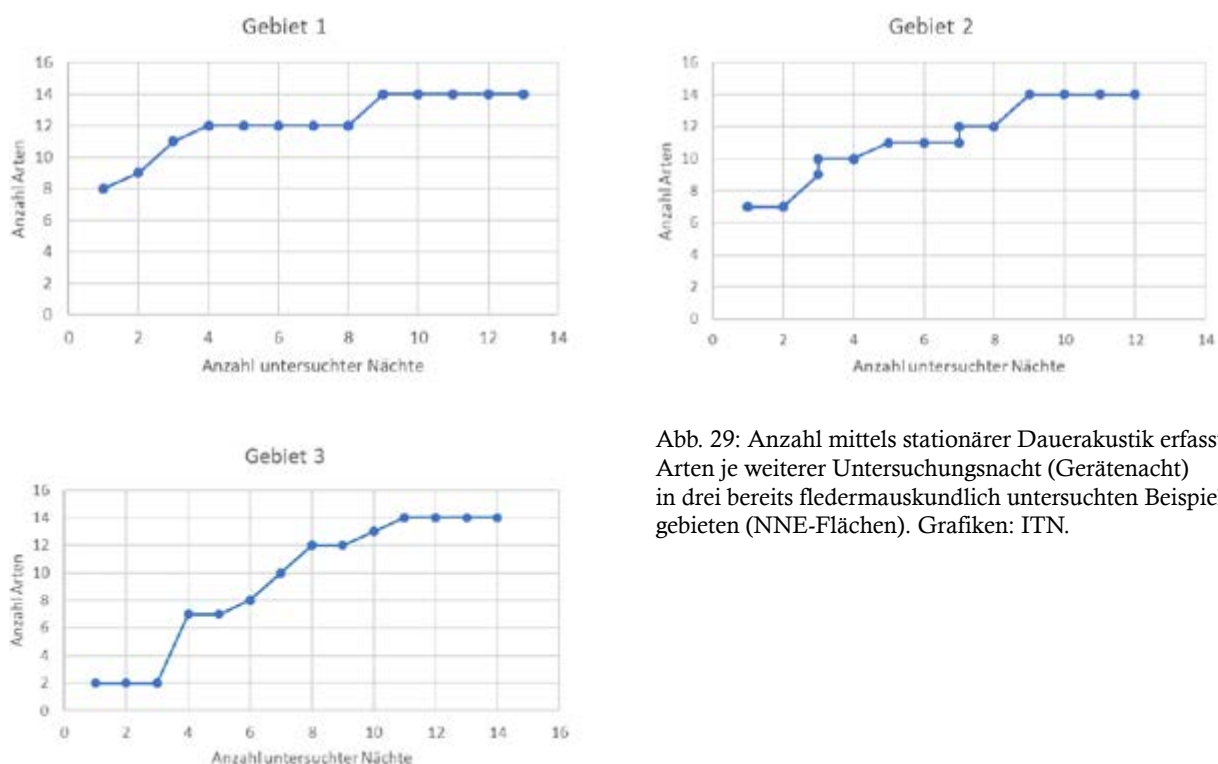 Gebiet 1
16
14
12
10
8
6
4
2
0
Anzahl Arten
0 2 4 6 8 10 12 14
Anzahl untersuchter Nächte
Gebiet 2
16
14
12
10
8
6
4
2
0
Anzahl Arten
0 2 4 6 8 10 12 14
Anzahl untersuchter Nächte
Gebiet 3
16
14
12
10
8
6
4
2
0
Anzahl Arten
0 2 4 6 8 10 12 14 16
Anzahl untersuchter Nächte
Abb. 29: Anzahl mittels stationärer Dauerakustik erfasst
Arten je weiterer Untersuchungsnacht (Gerätenacht)
in drei bereits fledermauskundlich untersuchten Beispiel
gebieten (NNE-Flächen). Grafiken: ITN.